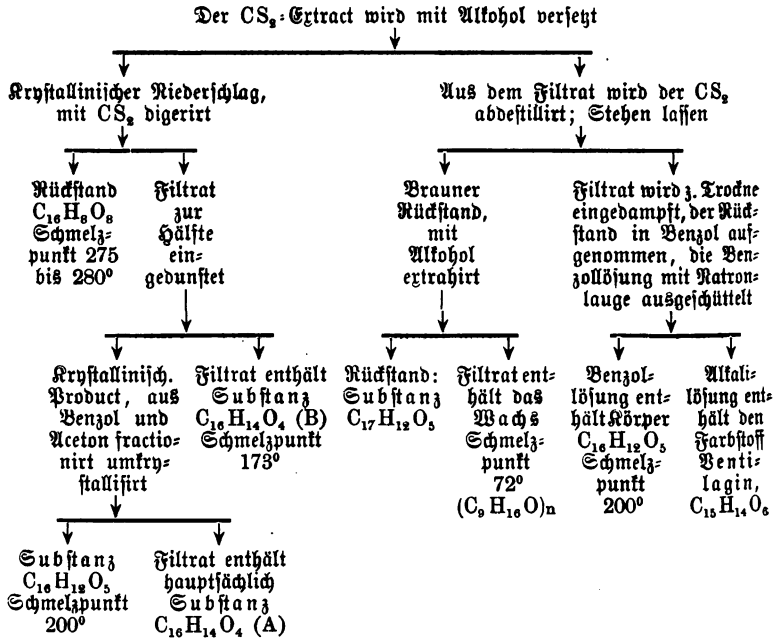 Der CS₂-Extract wird mit Alkohol versetzt
Krystallinischer Niederschlag,
mit CS₂ digerirt
Aus dem Filtrat wird der CS₂
abdestillirt; Stehen lassen
Rückstand
C₁₆H₈O₈
Schmelz-
punkt 275
bis 280⁰
Filtrat
zur
Hälfte
ein-
gedunstet
Brauner
Rückstand,
mit
Alkohol
extrahirt
Filtrat wird z. Trockne
eingedampft, der Rück-
stand in Benzol auf-
genommen, die Ben-
zollösung mit Natron-
lauge ausgeschüttelt
Krystallinisch.
Product, aus
Benzol und
Aceton fractio-
nirt umkry-
stallisirt
Filtrat enthält
Substanz
C₁₆H₁₄O₄ (B)
Schmelzpunkt
173⁰
Rückstand:
Substanz
C₁₇H₁₂O₅
Filtrat ent-
hält das
Wachs
Schmelz-
punkt
72⁰
(C₉H₁₆O)n
Benzol-
lösung ent-
hält Körper
C₁₆H₁₂O₅
Schmelz-
punkt
200⁰
Alkali-
lösung ent-
hält den
Farbstoff
Venti-
lagin,
C₁₅H₁₄O₆
Substanz
C₁₆H₁₂O₅
Schmelzpunkt
200⁰
Filtrat enthält
hauptsächlich
Substanz
C₁₆H₁₄O₄ (A)